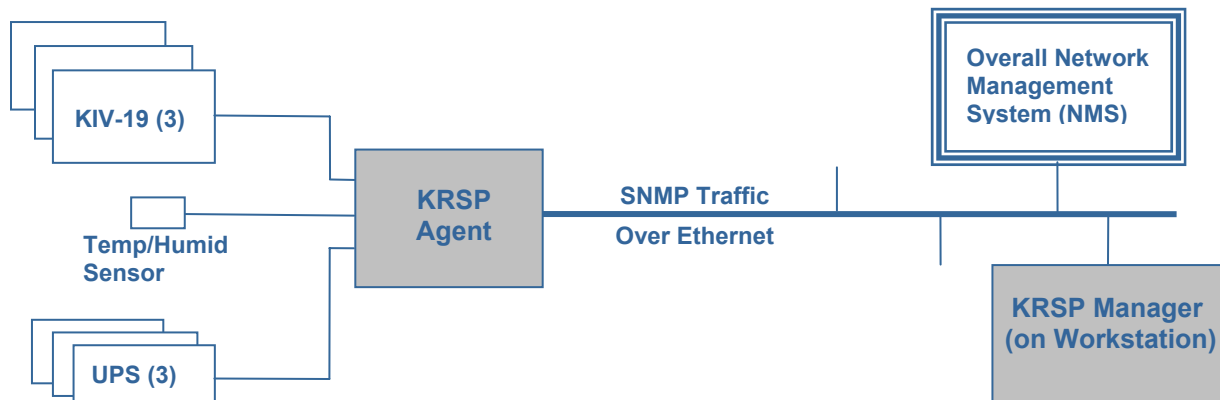 KIV-19 (3)
Temp/Humid
Sensor
UPS (3)
KRSP
Agent
SNMP Traffic
Over Ethernet
Overall Network
Management
System (NMS)
KRSP Manager
(on Workstation)